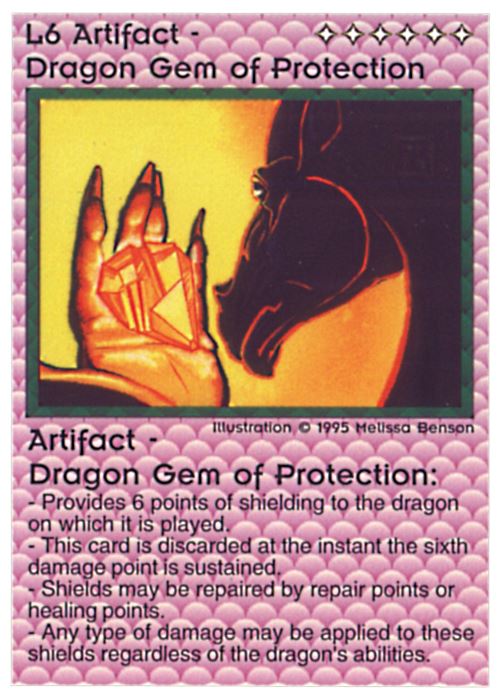 L6 Artifact -
Dragon Gem of Protection
Illustration © 1995 Melissa Benson
Artifact -
Dragon Gem of Protection:
- Provides 6 points of shielding to the dragon
on which it is played.
- This card is discarded at the instant the sixth
damage point is sustained.
- Shields may be repaired by repair points or
healing points.
- Any type of damage may be applied to these
shields regardless of the dragon's abilities.